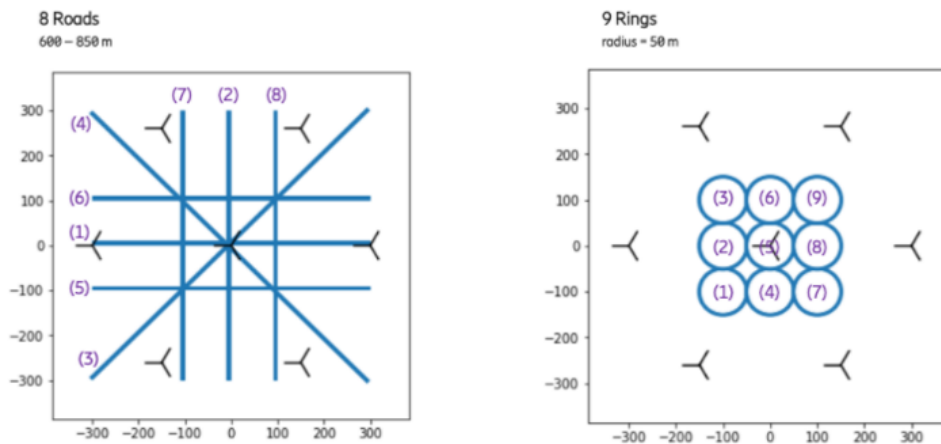 8 Roads
600 – 850 m
(7) (2) (8)
(4)
(6)
(1)
(5)
(3)
300
200
100
0
−100
−200
−300
−300 −200 −100 0 100 200 300
9 Rings
radius = 50 m
300
200
100
0
−100
−200
−300
(3) (6) (9)
(2) (5) (8)
(1) (4) (7)
−300 −200 −100 0 100 200 300